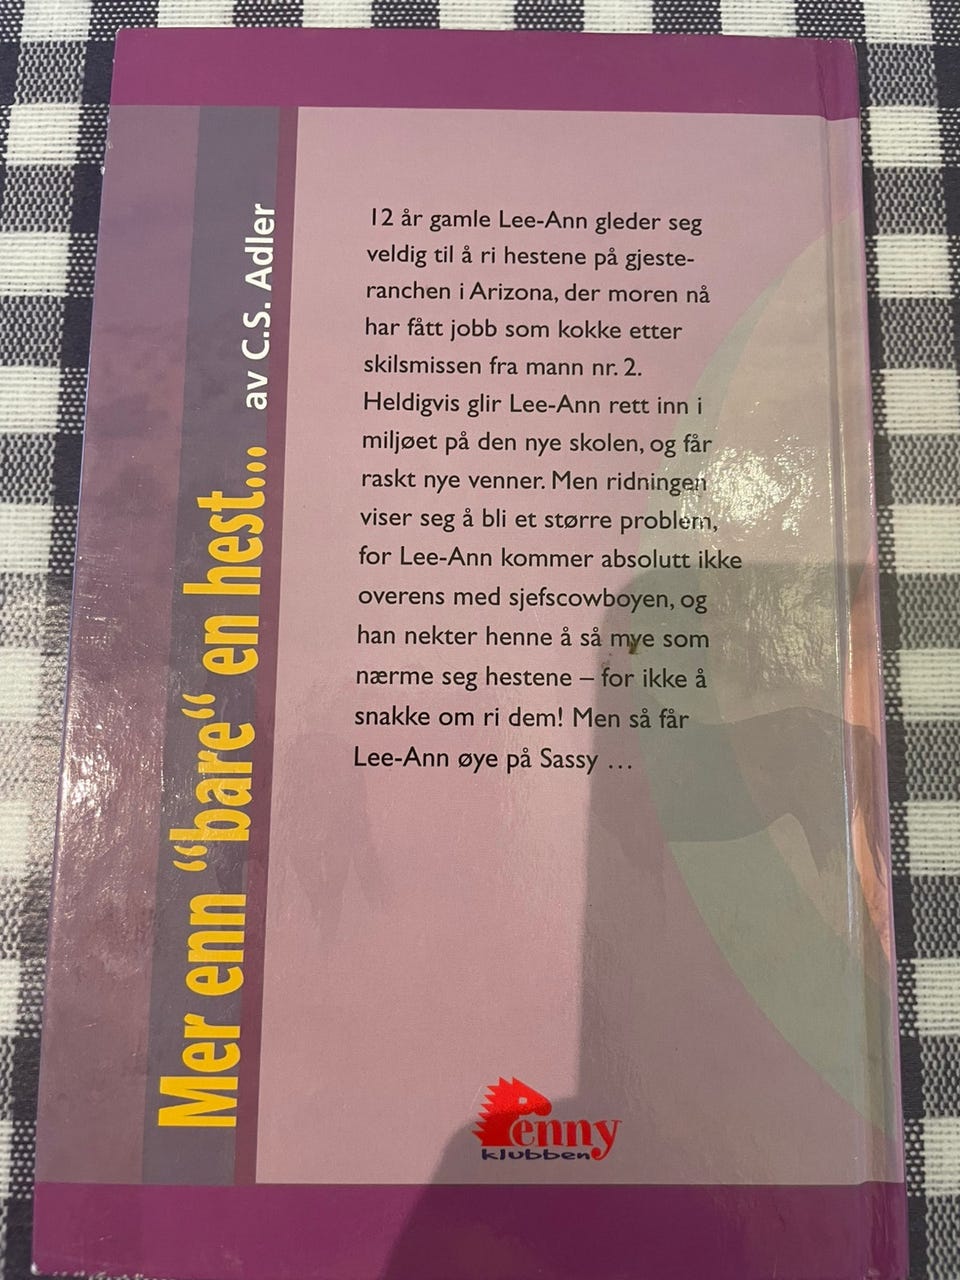 Mer enn “bare“ en hest... av C.S. Adler
12 år gamle Lee-Ann gleder seg
veldig til å ri hestene på gjeste-
ranchen i Arizona, der moren nå
har fått jobb som kokke etter
skilsmissen fra mann nr. 2.
Heldigvis glir Lee-Ann rett inn i
miljøet på den nye skolen, og får
raskt nye venner. Men ridningen
viser seg å bli et større problem,
for Lee-Ann kommer absolutt ikke
overens med sjefscowboyen, og
han nekter henne å så mye som
nærme seg hestene – for ikke å
snakke om ri dem! Men så får
Lee-Ann øye på Sassy ...
Penny
klubben